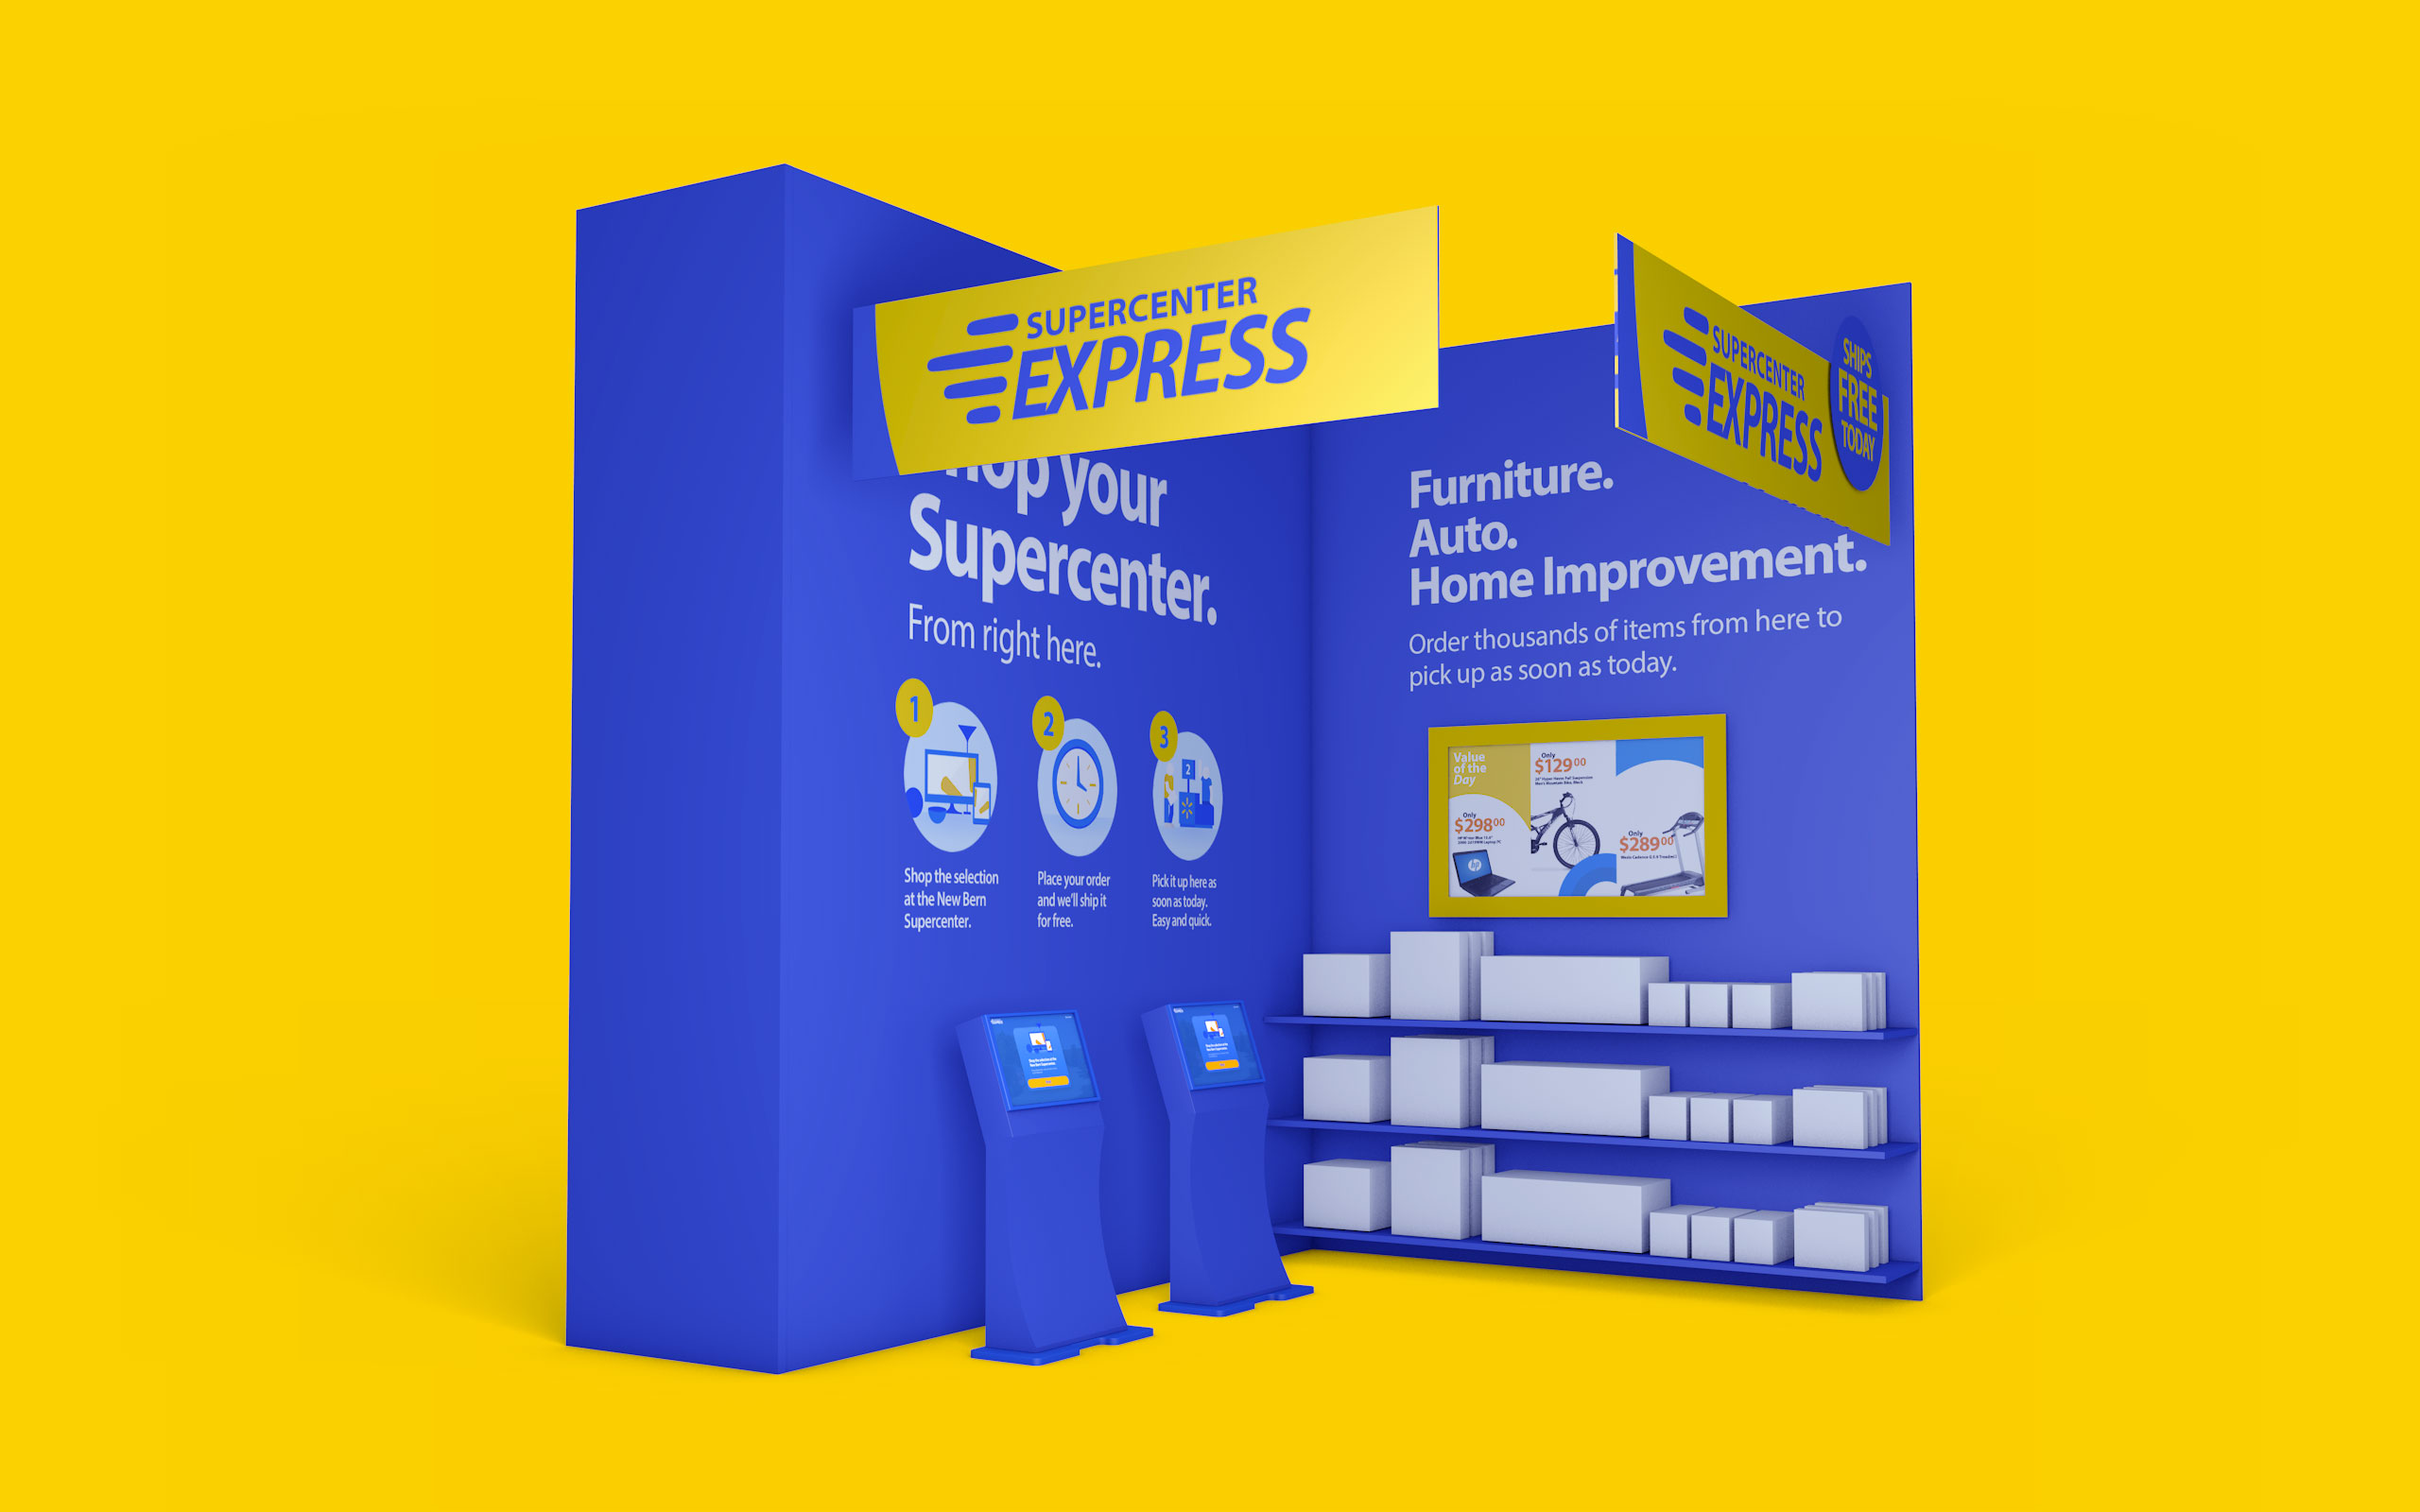 SUPERCENTER
EXPRESS
your
Supercenter.
From right here.
1
2
3
2
Shop the selection
at the New Bern
Supercenter.
Place your order
and we'll ship it
for free.
Pick it up here as
soon as today.
Easy and quick.
SUPERCENTER
EXPRESS
SHIPS
FREE
TODAY
Furniture.
Auto.
Home Improvement.
Order thousands of items from here to
pick up as soon as today.
Value
of the
Day
Only
$298.00
hp
Only
$129.00
Only
$289.00